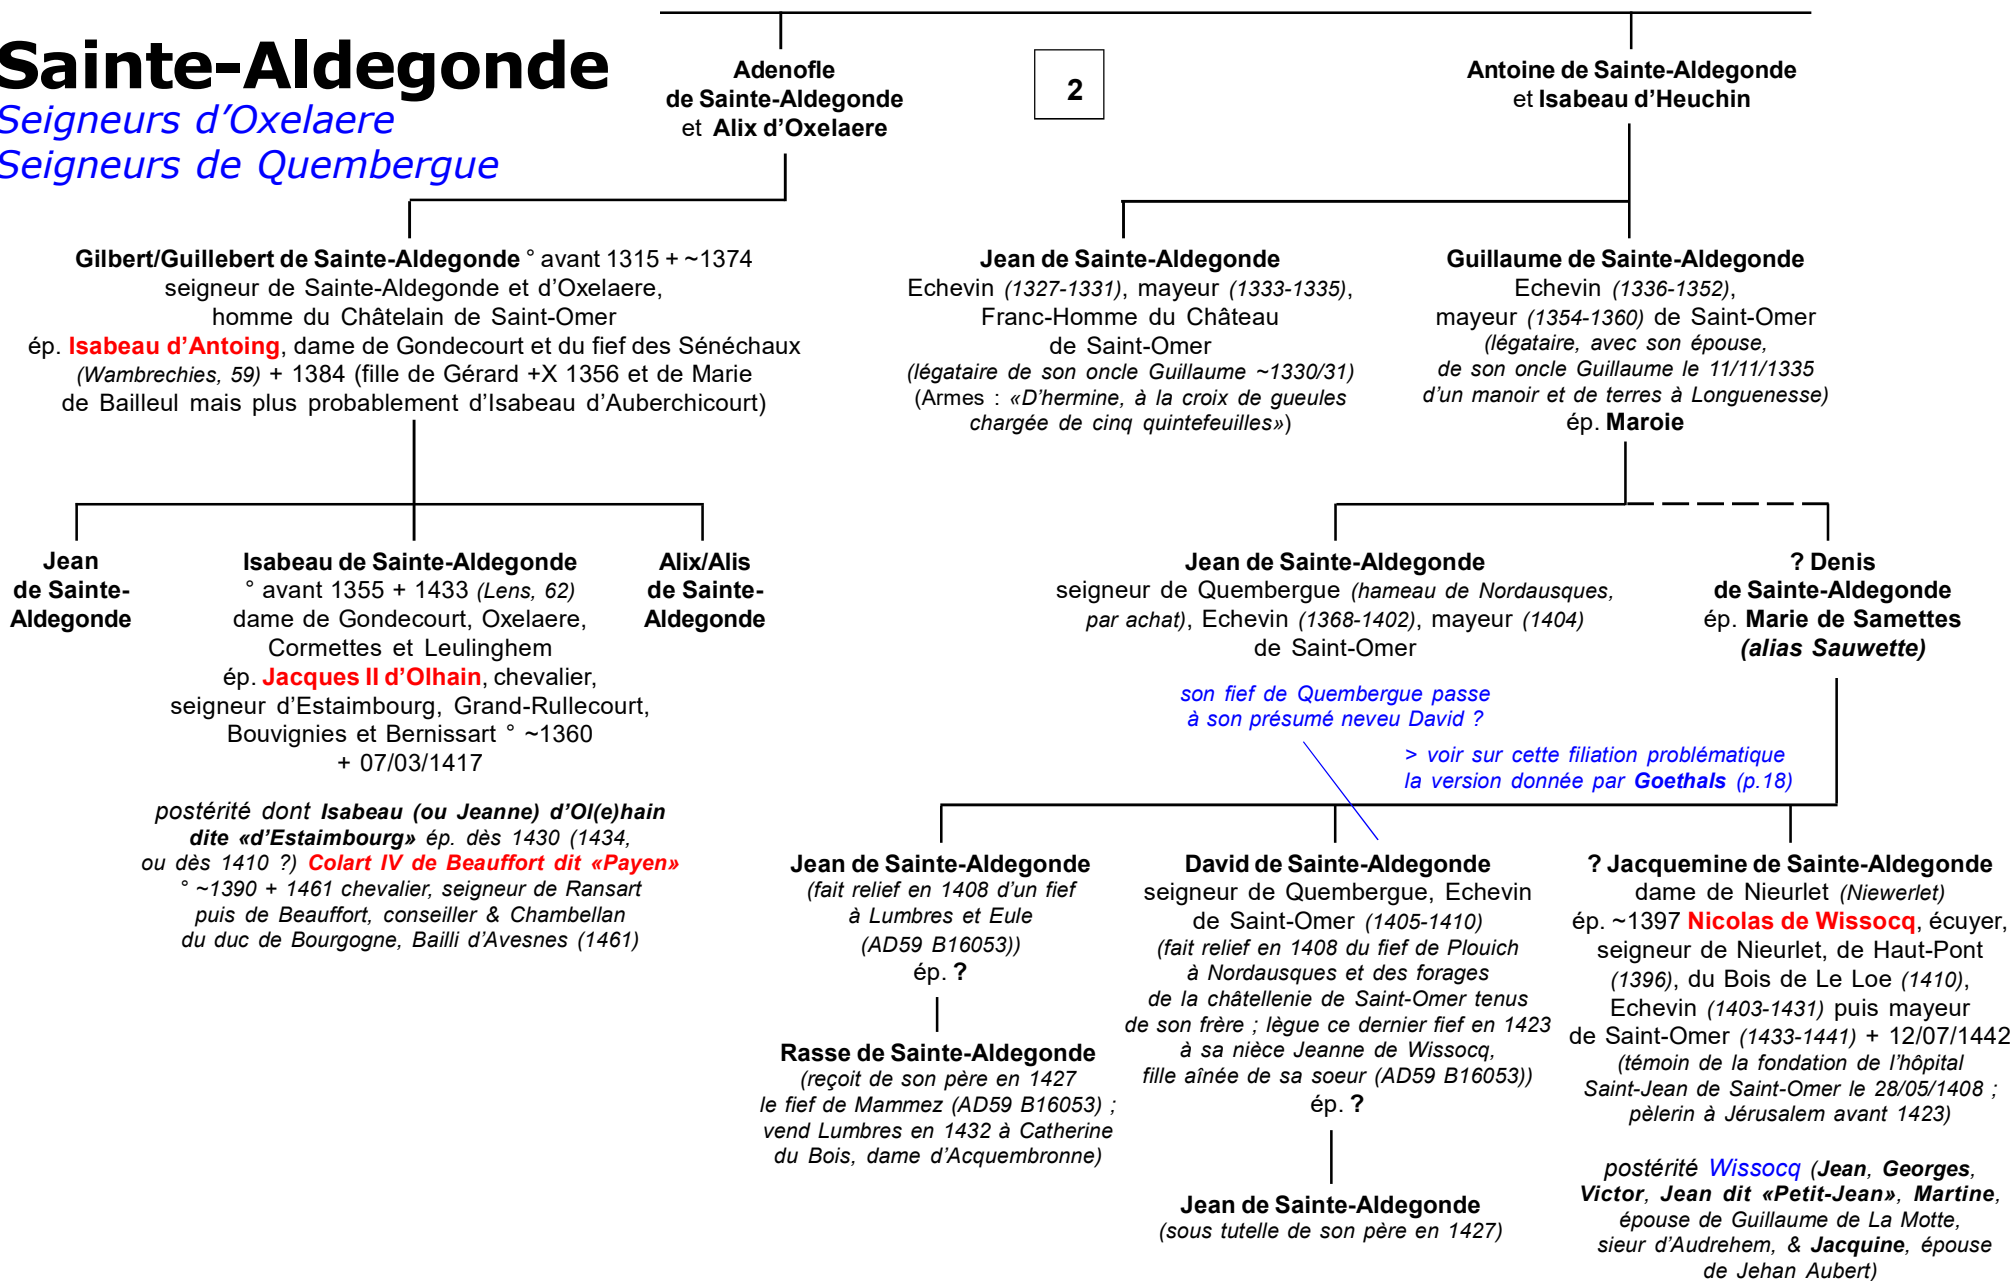 Sainte-Aldegonde
Seigneurs d’Oxelaere
Seigneurs de Quembergue
Adenofle
de Sainte-Aldegonde
et Alix d’Oxelaere
2
Antoine de Sainte-Aldegonde
et Isabeau d’Heuchin
Gilbert/Guillebert de Sainte-Aldegonde ° avant 1315 + ~1374
seigneur de Sainte-Aldegonde et d’Oxelaere,
homme du Châtelain de Saint-Omer
ép. Isabeau d’Antoing, dame de Gondecourt et du fief des Sénéchaux
(Wambrechies, 59) + 1384 (fille de Gérard +X 1356 et de Marie
de Bailleul mais plus probablement d’Isabeau d’Auberchicourt)
Jean de Sainte-Aldegonde
Echevin (1327-1331), mayeur (1333-1335),
Franc-Homme du Château
de Saint-Omer
(légataire de son oncle Guillaume ~1330/31)
(Armes : «D’hermine, à la croix de gueules
chargée de cinq quintefeuilles»)
Guillaume de Sainte-Aldegonde
Echevin (1336-1352),
mayeur (1354-1360) de Saint-Omer
(légataire, avec son épouse,
de son oncle Guillaume le 11/11/1335
d’un manoir et de terres à Longuenesse)
ép. Maroie
Jean
de Sainte-
Aldegonde
Isabeau de Sainte-Aldegonde
° avant 1355 + 1433 (Lens, 62)
dame de Gondecourt, Oxelaere,
Cormettes et Leulinghem
ép. Jacques II d’Olhain, chevalier,
seigneur d’Estaimbourg, Grand-Rullecourt,
Bouvignies et Bernissart ° ~1360
+ 07/03/1417
postérité dont Isabeau (ou Jeanne) d’Ol(e)hain
dite «d’Estaimbourg» ép. dès 1430 (1434,
ou dès 1410 ?) Colart IV de Beauffort dit «Payen»
° ~1390 + 1461 chevalier, seigneur de Ransart
puis de Beauffort, conseiller & Chambellan
du duc de Bourgogne, Bailli d’Avesnes (1461)
Alix/Alis
de Sainte-
Aldegonde
Jean de Sainte-Aldegonde
seigneur de Quembergue (hameau de Nordausques,
par achat), Echevin (1368-1402), mayeur (1404)
de Saint-Omer
? Denis
de Sainte-Aldegonde
ép. Marie de Samettes
(alias Sauwette)
son fief de Quembergue passe
à son présumé neveu David ?
> voir sur cette filiation problématique
la version donnée par Goethals (p.18)
Jean de Sainte-Aldegonde
(fait relief en 1408 d’un fief
à Lumbres et Eule
(AD59 B16053))
ép. ?
Rasse de Sainte-Aldegonde
(reçoit de son père en 1427
le fief de Mammez (AD59 B16053) ;
vend Lumbres en 1432 à Catherine
du Bois, dame d’Acquembronne)
David de Sainte-Aldegonde
seigneur de Quembergue, Echevin
de Saint-Omer (1405-1410)
(fait relief en 1408 du fief de Plouich
à Nordausques et des forages
de la châtellenie de Saint-Omer tenus
de son frère ; lègue ce dernier fief en 1423
à sa nièce Jeanne de Wissocq,
fille aînée de sa soeur (AD59 B16053))
ép. ?
Jean de Sainte-Aldegonde
(sous tutelle de son père en 1427)
? Jacquemine de Sainte-Aldegonde
dame de Nieurlet (Niewerlet)
ép. ~1397 Nicolas de Wissocq, écuyer,
seigneur de Nieurlet, de Haut-Pont
(1396), du Bois de Le Loe (1410),
Echevin (1403-1431) puis mayeur
de Saint-Omer (1433-1441) + 12/07/1442
(témoin de la fondation de l’hôpital
Saint-Jean de Saint-Omer le 28/05/1408 ;
pèlerin à Jérusalem avant 1423)
postérité Wissocq (Jean, Georges,
Victor, Jean dit «Petit-Jean», Martine,
épouse de Guillaume de La Motte,
sieur d’Audrehem, & Jacquine, épouse
de Jehan Aubert)